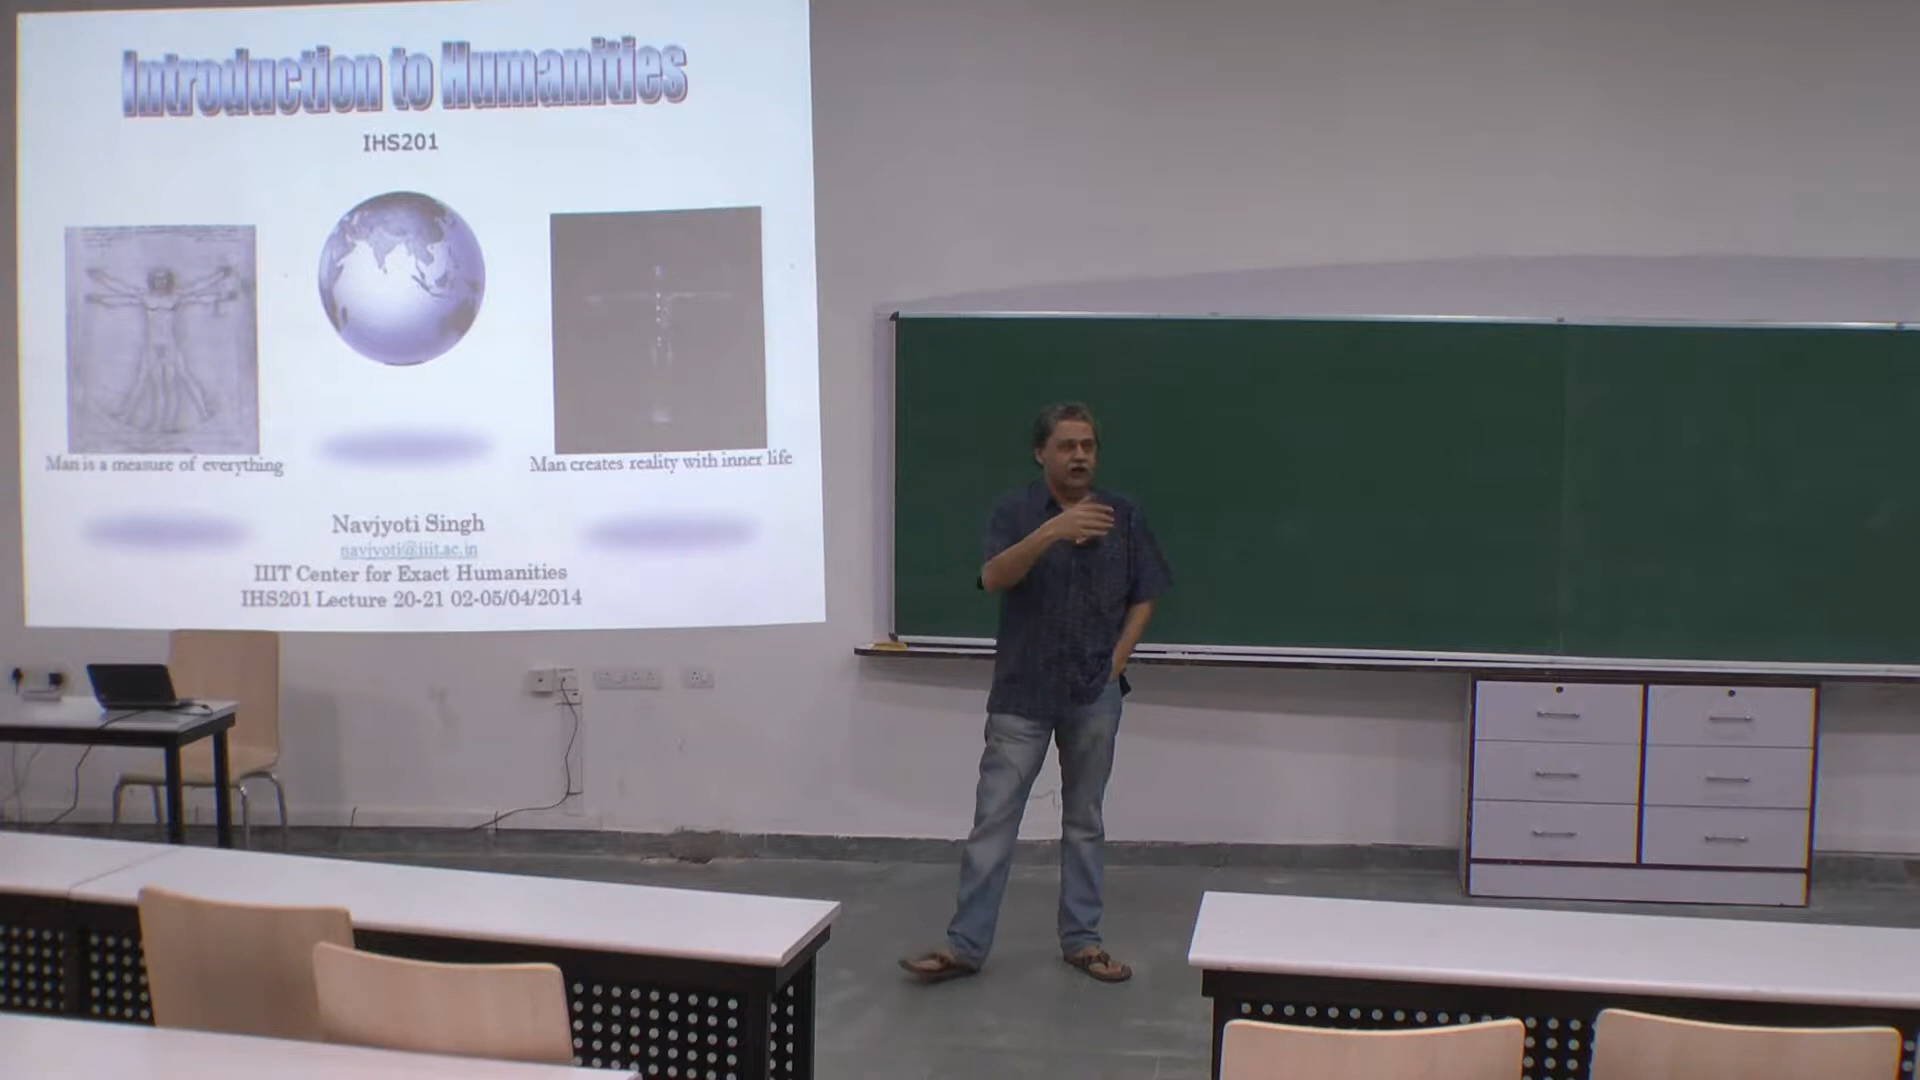 Introduction to Humanities
IHS201
Man is a measure of everything
Man creates reality with inner life
Navjyoti Singh
navjyoti@iiit.ac.in
IIIT Center for Exact Humanities
IHS201 Lecture 20-21 02-05/04/2014